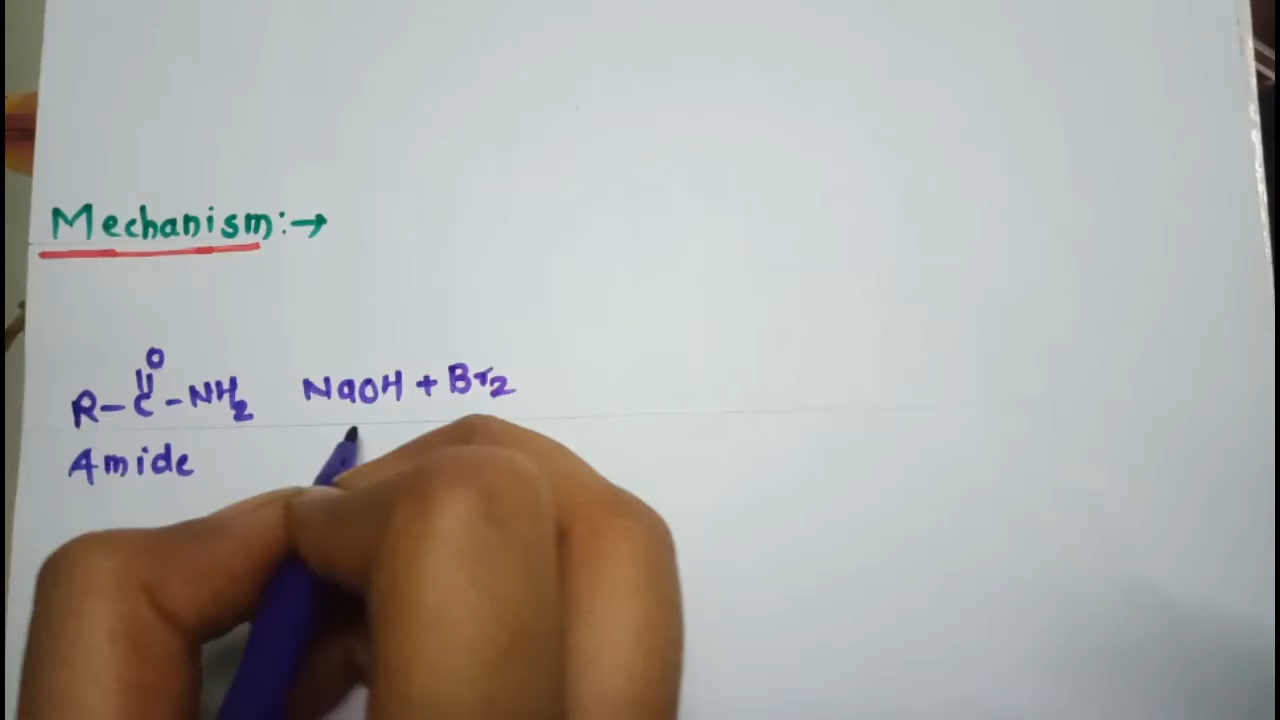 Mechanism:→
O
||
R-C-NH2 NaOH + Br2
Amide